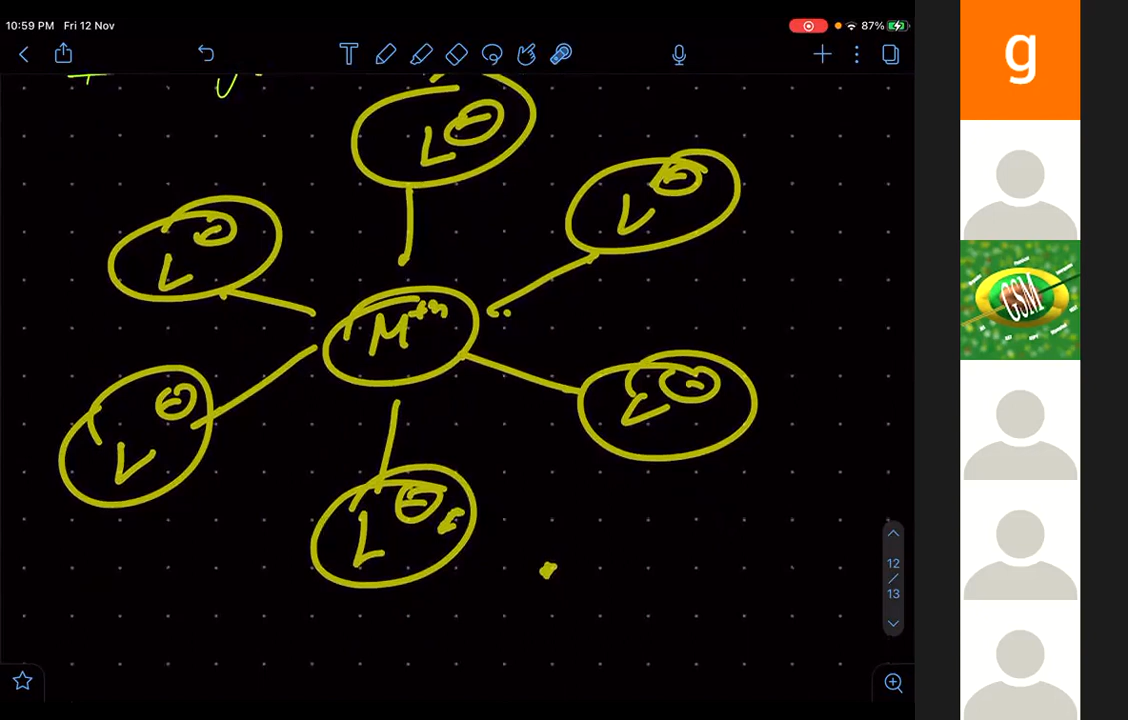 10:59 PM Fri 12 Nov
87%
T
g
L⊖
L⊖
L⊖
M⁺ⁿ
GSM
L⊖
L⊖
L⊖
12
/
13